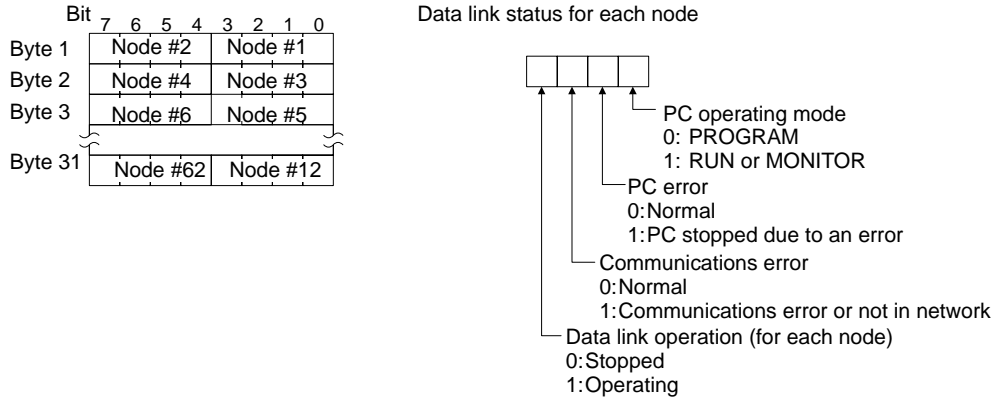 Bit 7 6 5 4 3 2 1 0
Byte 1 Node #2 Node #1
Byte 2 Node #4 Node #3
Byte 3 Node #6 Node #5
Byte 31 Node #62 Node #12
Data link status for each node
PC operating mode
0: PROGRAM
1: RUN or MONITOR
PC error
0:Normal
1:PC stopped due to an error
Communications error
0:Normal
1:Communications error or not in network
Data link operation (for each node)
0:Stopped
1:Operating